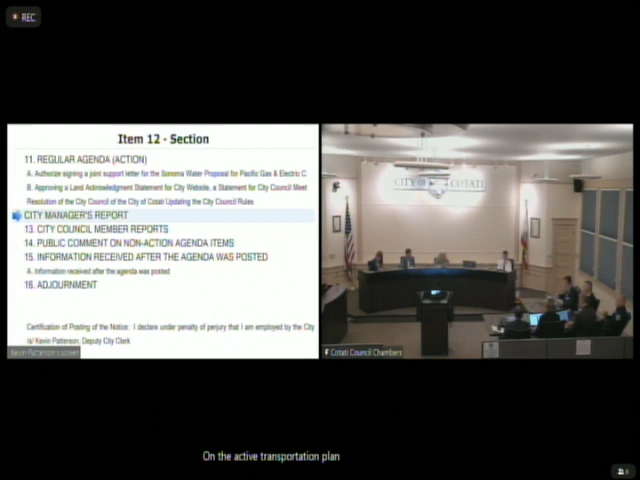 REC
Item 12 - Section
11. REGULAR AGENDA (ACTION)
A. Authorize signing a joint support letter for the Sonoma Water Proposal for Pacific Gas & Electric C
B. Approving a Land Acknowledgment Statement for City Website, a Statement for City Council Meet
Resolution of the City Council of the City of Cotati Updating the City Council Rules
CITY MANAGER'S REPORT
13. CITY COUNCIL MEMBER REPORTS
14. PUBLIC COMMENT ON NON-ACTION AGENDA ITEMS
15. INFORMATION RECEIVED AFTER THE AGENDA WAS POSTED
A. Information received after the agenda was posted
16. ADJOURNMENT
Certification of Posting of the Notice: I declare under penalty of perjury that I am employed by the City
/s/ Kevin Patterson, Deputy City Clerk
Kevin Patterson's screen
CITY OF COTATI
Cotati Council Chambers
On the active transportation plan